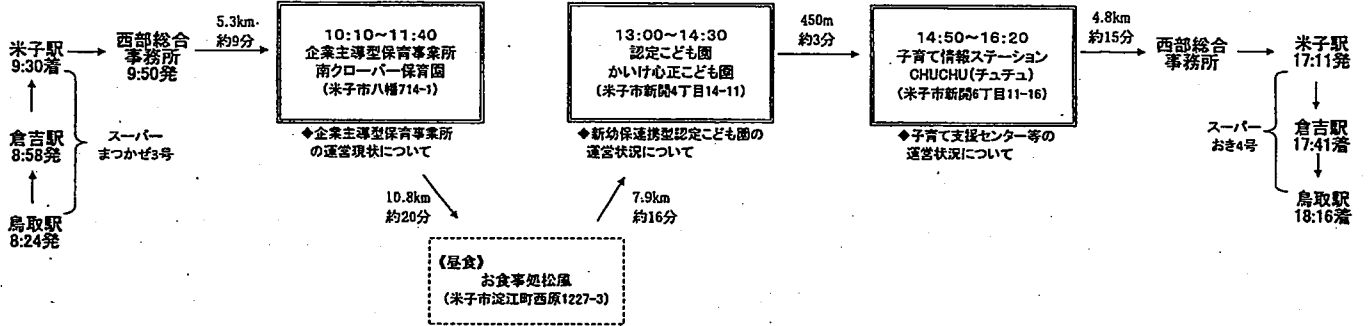 米子駅
9:30着
倉吉駅
8:58発
鳥取駅
8:24発
スーパー
まつかぜ3号
西部総合
事務所
9:50発
5.3km
約9分
10:10~11:40
企業主導型保育事業所
南クローバー保育園
(米子市八幡714-1)
◆企業主導型保育事業所
の運営現状について
10.8km
約20分
《昼食》
お食事処松風
(米子市淀江町西原1227-3)
7.9km
約16分
13:00~14:30
認定こども園
かいけ心正こども園
(米子市新開4丁目14-11)
◆新幼保連携型認定こども園の
運営状況について
450m
約3分
14:50~16:20
子育て情報ステーション
CHUCHU(チュチュ)
(米子市新開6丁目11-16)
◆子育て支援センター等の
運営状況について
4.8km
約15分
西部総合
事務所
米子駅
17:11発
スーパー
おき4号
倉吉駅
17:41着
鳥取駅
18:16着